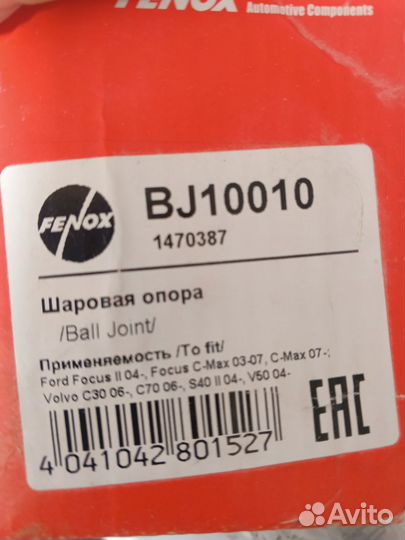 FENOX
Automotive Components
FENOX
BJ10010
1470387
Шаровая опора
/Ball Joint/
Применяемость /To fit/
Ford Focus II 04-, Focus C-Max 03-07, C-Max 07-;
Volvo C30 06-, C70 06-, S40 II 04-, V50 04-
EAC
4 041042 801527
Avito